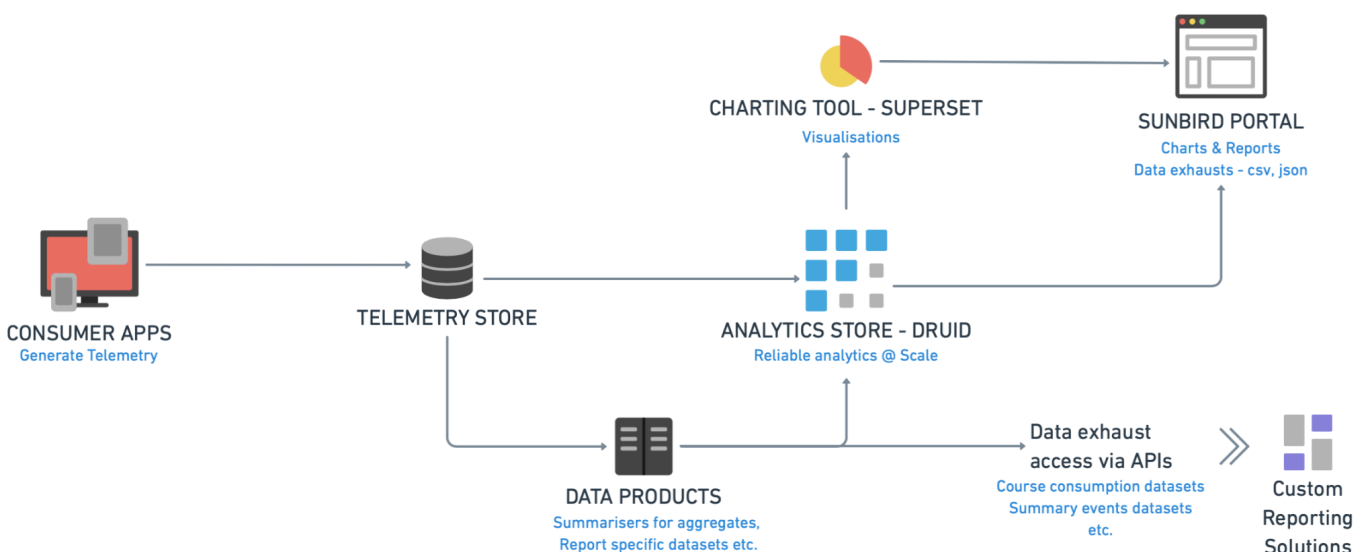 CHARTING TOOL - SUPERSET
Visualisations
SUNBIRD PORTAL
Charts & Reports
Data exhausts - csv, json
CONSUMER APPS
Generate Telemetry
TELEMETRY STORE
ANALYTICS STORE - DRUID
Reliable analytics @ Scale
DATA PRODUCTS
Summarisers for aggregates,
Report specific datasets etc.
Data exhaust
access via APIs
Course consumption datasets
Summary events datasets
etc.
Custom
Reporting
Solutions